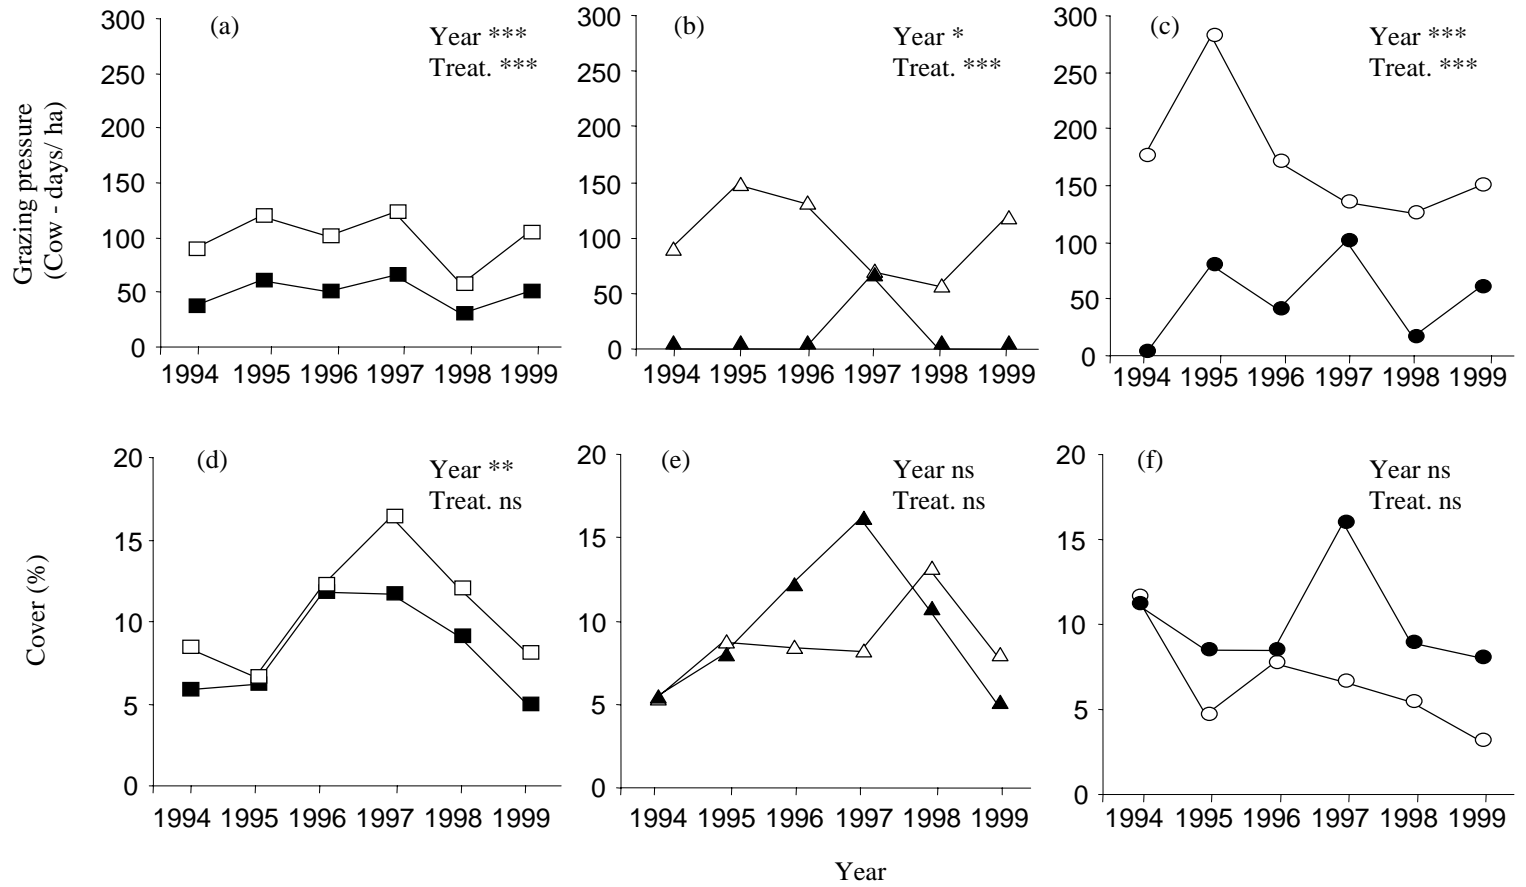 Grazing pressure
(Cow - days/ ha)
300
250
200
150
100
50
0
(a)
Year ***
Treat. ***
1994 1995 1996 1997 1998 1999
300
250
200
150
100
50
0
(b)
Year *
Treat. ***
1994 1995 1996 1997 1998 1999
300
250
200
150
100
50
0
(c)
Year ***
Treat. ***
1994 1995 1996 1997 1998 1999
Cover (%)
20
15
10
5
0
(d)
Year **
Treat. ns
1994 1995 1996 1997 1998 1999
20
15
10
5
0
(e)
Year ns
Treat. ns
1994 1995 1996 1997 1998 1999
20
15
10
5
0
(f)
Year ns
Treat. ns
1994 1995 1996 1997 1998 1999
Year